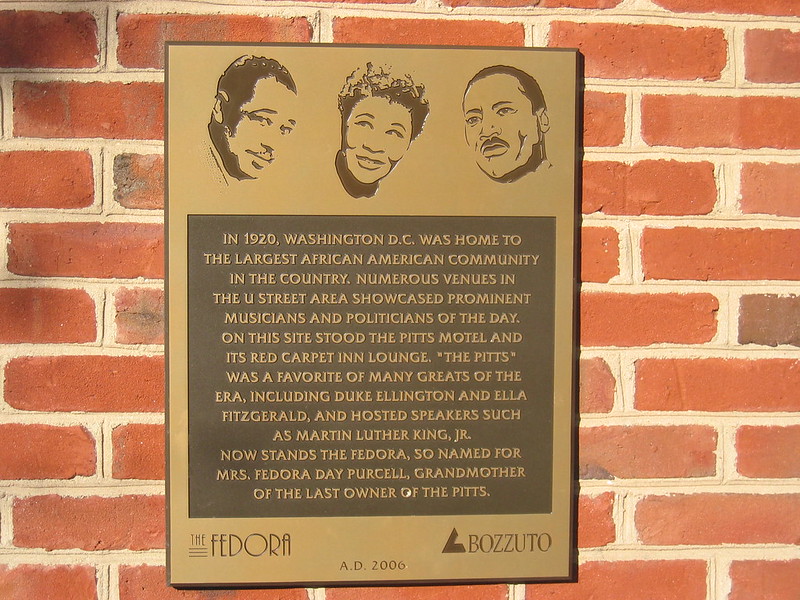 IN 1920, WASHINGTON D.C. WAS HOME TO
THE LARGEST AFRICAN AMERICAN COMMUNITY
IN THE COUNTRY. NUMEROUS VENUES IN
THE U STREET AREA SHOWCASED PROMINENT
MUSICIANS AND POLITICIANS OF THE DAY.
ON THIS SITE STOOD THE PITTS MOTEL AND
ITS RED CARPET INN LOUNGE. "THE PITTS"
WAS A FAVORITE OF MANY GREATS OF THE
ERA, INCLUDING DUKE ELLINGTON AND ELLA
FITZGERALD, AND HOSTED SPEAKERS SUCH
AS MARTIN LUTHER KING, JR.
NOW STANDS THE FEDORA, SO NAMED FOR
MRS. FEDORA DAY PURCELL, GRANDMOTHER
OF THE LAST OWNER OF THE PITTS.
THE FEDORA
BOZZUTO
A.D. 2006